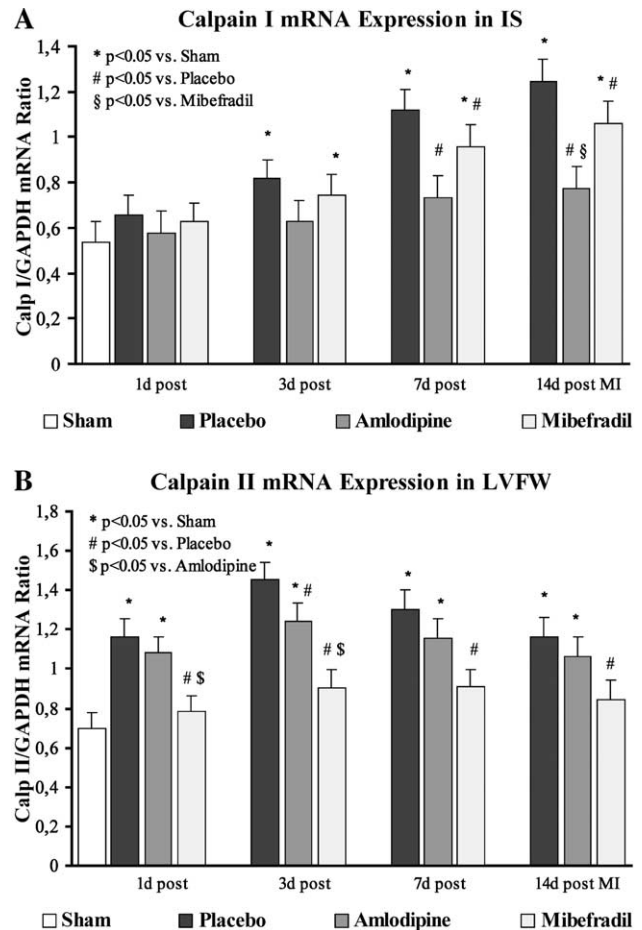 A
Calpain I mRNA Expression in IS
* p<0.05 vs. Sham
# p<0.05 vs. Placebo
§ p<0.05 vs. Mibefradil
Calp I/GAPDH mRNA Ratio
1,4
1,2
1
0,8
0,6
0,4
0,2
0
* * * * # # * * # § * #
1d post 3d post 7d post 14d post MI
Sham Placebo Amlodipine Mibefradil
B
Calpain II mRNA Expression in LVFW
* p<0.05 vs. Sham
# p<0.05 vs. Placebo
$ p<0.05 vs. Amlodipine
Calp II/GAPDH mRNA Ratio
1,8
1,6
1,4
1,2
1
0,8
0,6
0,4
0,2
0
* * # $ * * # # $ * * # * * #
1d post 3d post 7d post 14d post MI
Sham Placebo Amlodipine Mibefradil